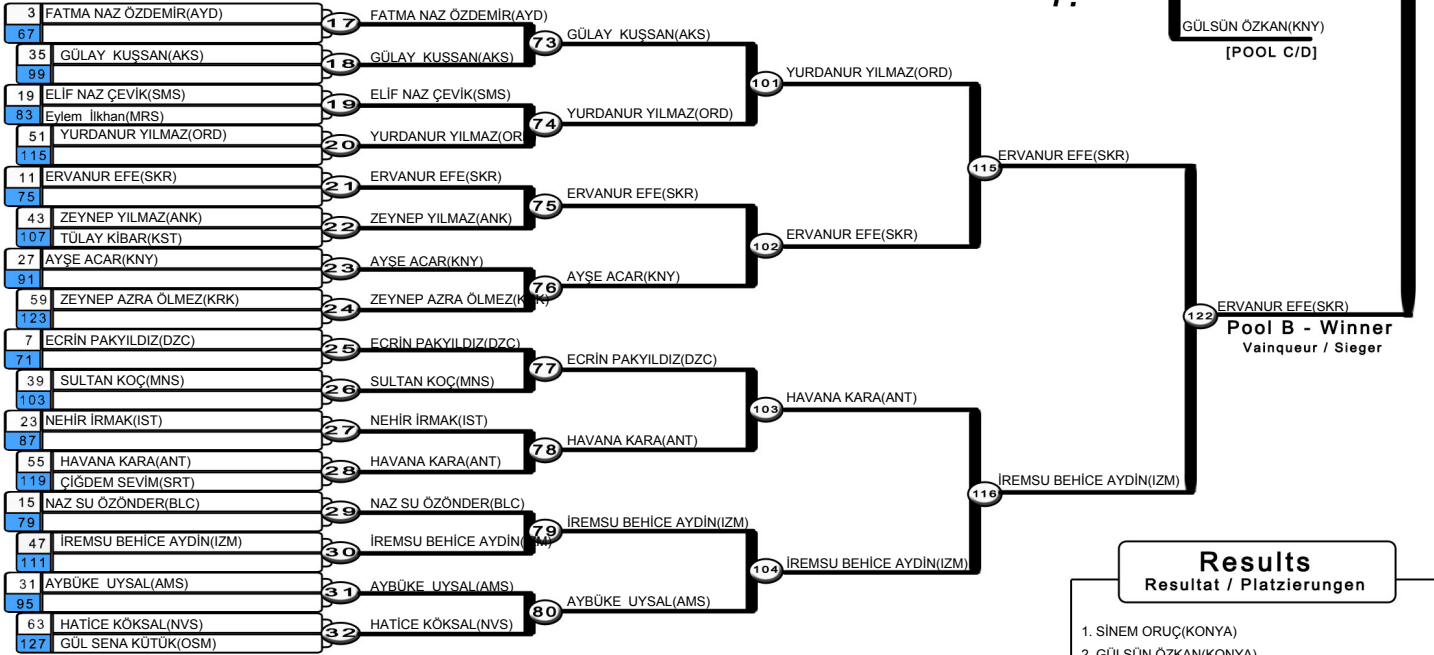 3 FATMA NAZ ÖZDEMİR(AYD)
67
35 GÜLAY KUŞSAN(AKS)
99
19 ELİF NAZ ÇEVİK(SMS)
83 Eylem İlkhan(MRS)
51 YURDANUR YILMAZ(ORD)
115
11 ERVANUR EFE(SKR)
75
43 ZEYNEP YILMAZ(ANK)
107 TÜLAY KİBAR(KST)
27 AYŞE ACAR(KNY)
91
59 ZEYNEP AZRA ÖLMEZ(KRK)
123
7 ECRİN PAKYILDIZ(DZC)
71
39 SULTAN KOÇ(MNS)
103
23 NEHİR İRMAK(IST)
87
55 HAVANA KARA(ANT)
119 ÇİĞDEM SEVİM(SRT)
15 NAZ SU ÖZÖNDER(BLC)
79
47 İREMSU BEHİCE AYDİN(IZM)
111
31 AYBÜKE UYSAL(AMS)
95
63 HATİCE KÖKSAL(NVS)
127 GÜL SENA KÜTÜK(OSM)
17 FATMA NAZ ÖZDEMİR(AYD)
18 GÜLAY KUŞSAN(AKS)
19 ELİF NAZ ÇEVİK(SMS)
20 YURDANUR YILMAZ(OR
21 ERVANUR EFE(SKR)
22 ZEYNEP YILMAZ(ANK)
23 AYŞE ACAR(KNY)
24 ZEYNEP AZRA ÖLMEZ(KRK)
25 ECRİN PAKYILDIZ(DZC)
26 SULTAN KOÇ(MNS)
27 NEHİR İRMAK(IST)
28 HAVANA KARA(ANT)
29 NAZ SU ÖZÖNDER(BLC)
30 İREMSU BEHİCE AYDİN(IZM)
31 AYBÜKE UYSAL(AMS)
32 HATİCE KÖKSAL(NVS)
73 GÜLAY KUŞSAN(AKS)
74 YURDANUR YILMAZ(ORD)
75 ERVANUR EFE(SKR)
76 AYŞE ACAR(KNY)
77 ECRİN PAKYILDIZ(DZC)
78 HAVANA KARA(ANT)
79 İREMSU BEHİCE AYDİN(IZM)
80 AYBÜKE UYSAL(AMS)
101 YURDANUR YILMAZ(ORD)
102 ERVANUR EFE(SKR)
103 HAVANA KARA(ANT)
104 İREMSU BEHİCE AYDİN(IZM)
115 ERVANUR EFE(SKR)
116 İREMSU BEHİCE AYDİN(IZM)
122 ERVANUR EFE(SKR)
Pool B - Winner
Vainqueur / Sieger
GÜLSÜN ÖZKAN(KNY)
[POOL C/D]
Results
Resultat / Platzierungen
1. SİNEM ORUÇ(KONYA)
2. GÜLSÜN ÖZKAN(KONYA)